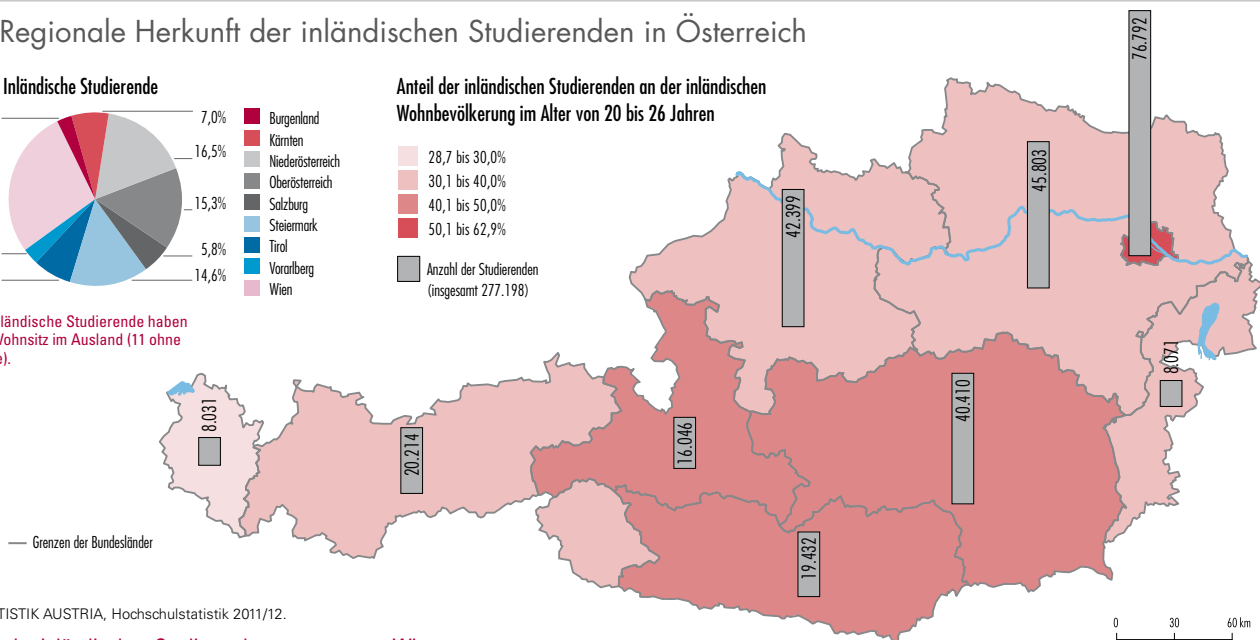 Regionale Herkunft der inländischen Studierenden in Österreich
Inländische Studierende
7,0%
16,5%
15,3%
5,8%
14,6%
Burgenland
Kärnten
Niederösterreich
Oberösterreich
Salzburg
Steiermark
Tirol
Vorarlberg
Wien
ländische Studierende haben
Wohnsitz im Ausland (11 ohne
e).
Anteil der inländischen Studierenden an der inländischen
Wohnbevölkerung im Alter von 20 bis 26 Jahren
28,7 bis 30,0%
30,1 bis 40,0%
40,1 bis 50,0%
50,1 bis 62,9%
Anzahl der Studierenden
(insgesamt 277.198)
76.792
45.803
42.399
8.071
8.031
20.214
16.046
40.410
19.432
Grenzen der Bundesländer
TISTIK AUSTRIA, Hochschulstatistik 2011/12.
0 30 60 km